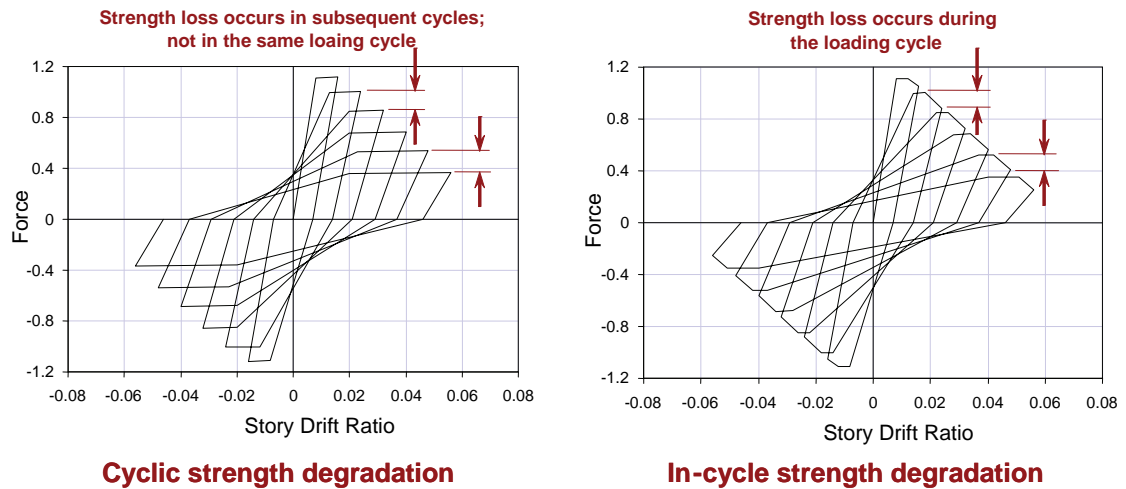 Strength loss occurs in subsequent cycles;
not in the same loaing cycle
1.2
0.8
0.4
0
-0.4
-0.8
-1.2
Force
-0.08 -0.06 -0.04 -0.02 0 0.02 0.04 0.06 0.08
Story Drift Ratio
Cyclic strength degradation
Strength loss occurs during
the loading cycle
1.2
0.8
0.4
0
-0.4
-0.8
-1.2
Force
-0.08 -0.06 -0.04 -0.02 0 0.02 0.04 0.06 0.08
Story Drift Ratio
In-cycle strength degradation